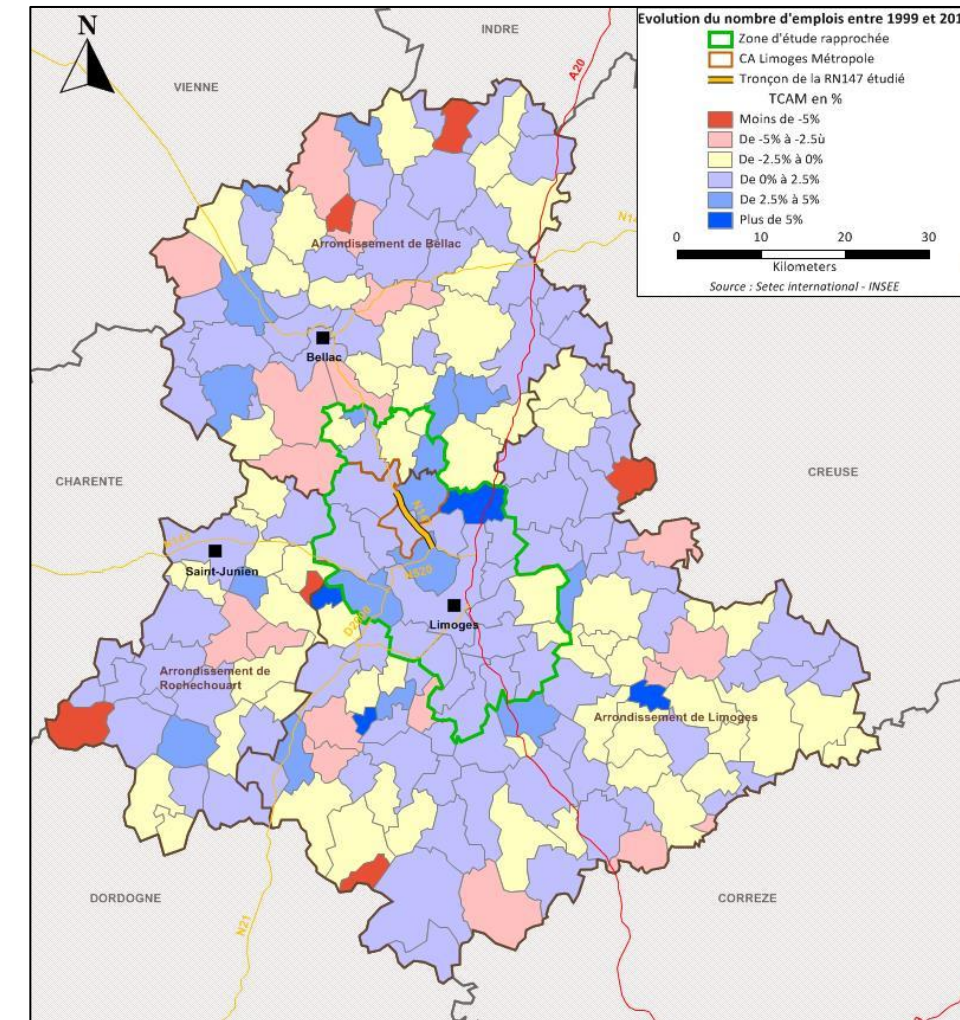 Evolution du nombre d'emplois entre 1999 et 201
Zone d'étude rapprochée
CA Limoges Métropole
Tronçon de la RN147 étudié
TCAM en %
Moins de -5%
De -5% à -2.5ù
De -2.5% à 0%
De 0% à 2.5%
De 2.5% à 5%
Plus de 5%
0 10 20 30
Kilometers
Source : Setec international - INSEE
N
INDRE
A20
VIENNE
Arrondissement de Bellac
Bellac
CHARENTE
CREUSE
Saint-Junien
N520
Limoges
Arrondissement de
Rochechouart
Arrondissement de Limoges
DORDOGNE
N21
CORREZE